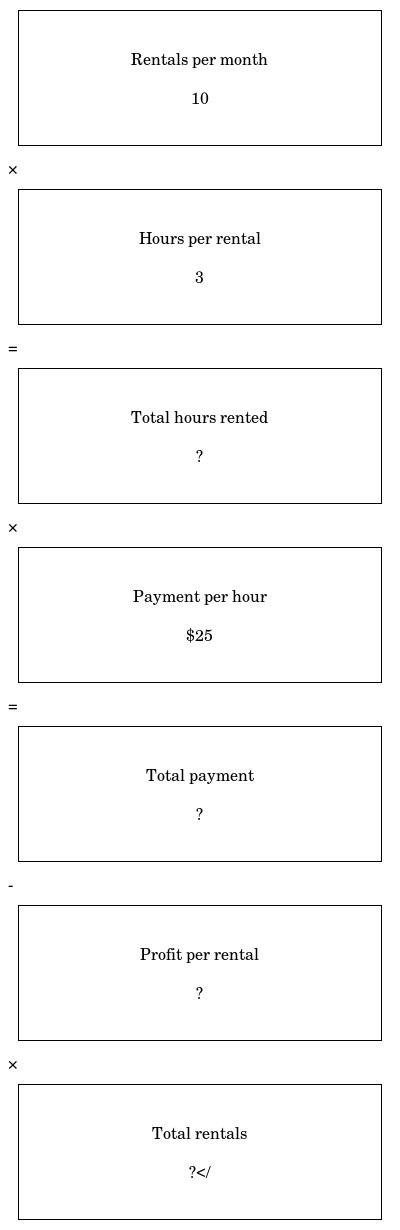 Rentals per month
10
×
Hours per rental
3
=
Total hours rented
?
×
Payment per hour
$25
=
Total payment
?
-
Profit per rental
?
×
Total rentals
?</